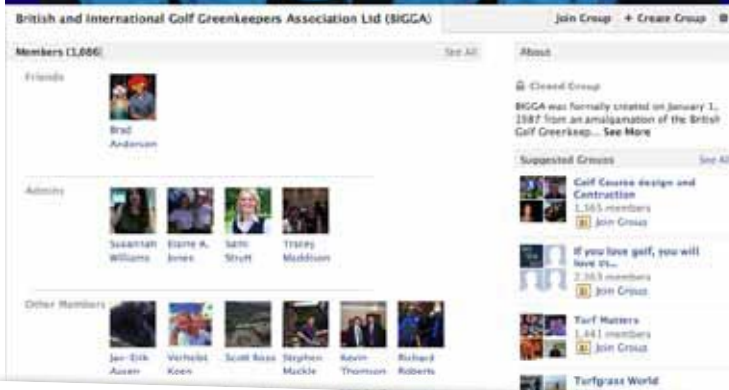 British and International Golf Greenkeepers Association Ltd (BIGGA)
Join Group + Create Group
Members (1,086)
See All
Friends
Brad
Anderson
Admins
Susannah
Williams
Elaine A.
Jones
Sami
Strutt
Tracey
Maddison
Other Members
Jan-Erik
Verhelst
Koen
Scott Ross
Stephen
Muckle
Kevin
Thomson
Richard
Roberts
About
Closed Group
BIGGA was formally created on January 1,
1987 from an amalgamation of the British
Golf Greenkeep... See More
Suggested Groups
See All
Golf Course design and
Contruction
1,565 members
Join Group
If you love golf, you will
love us...
2,363 members
Join Group
Turf Matters
1,441 members
Join Group
Turfgrass World